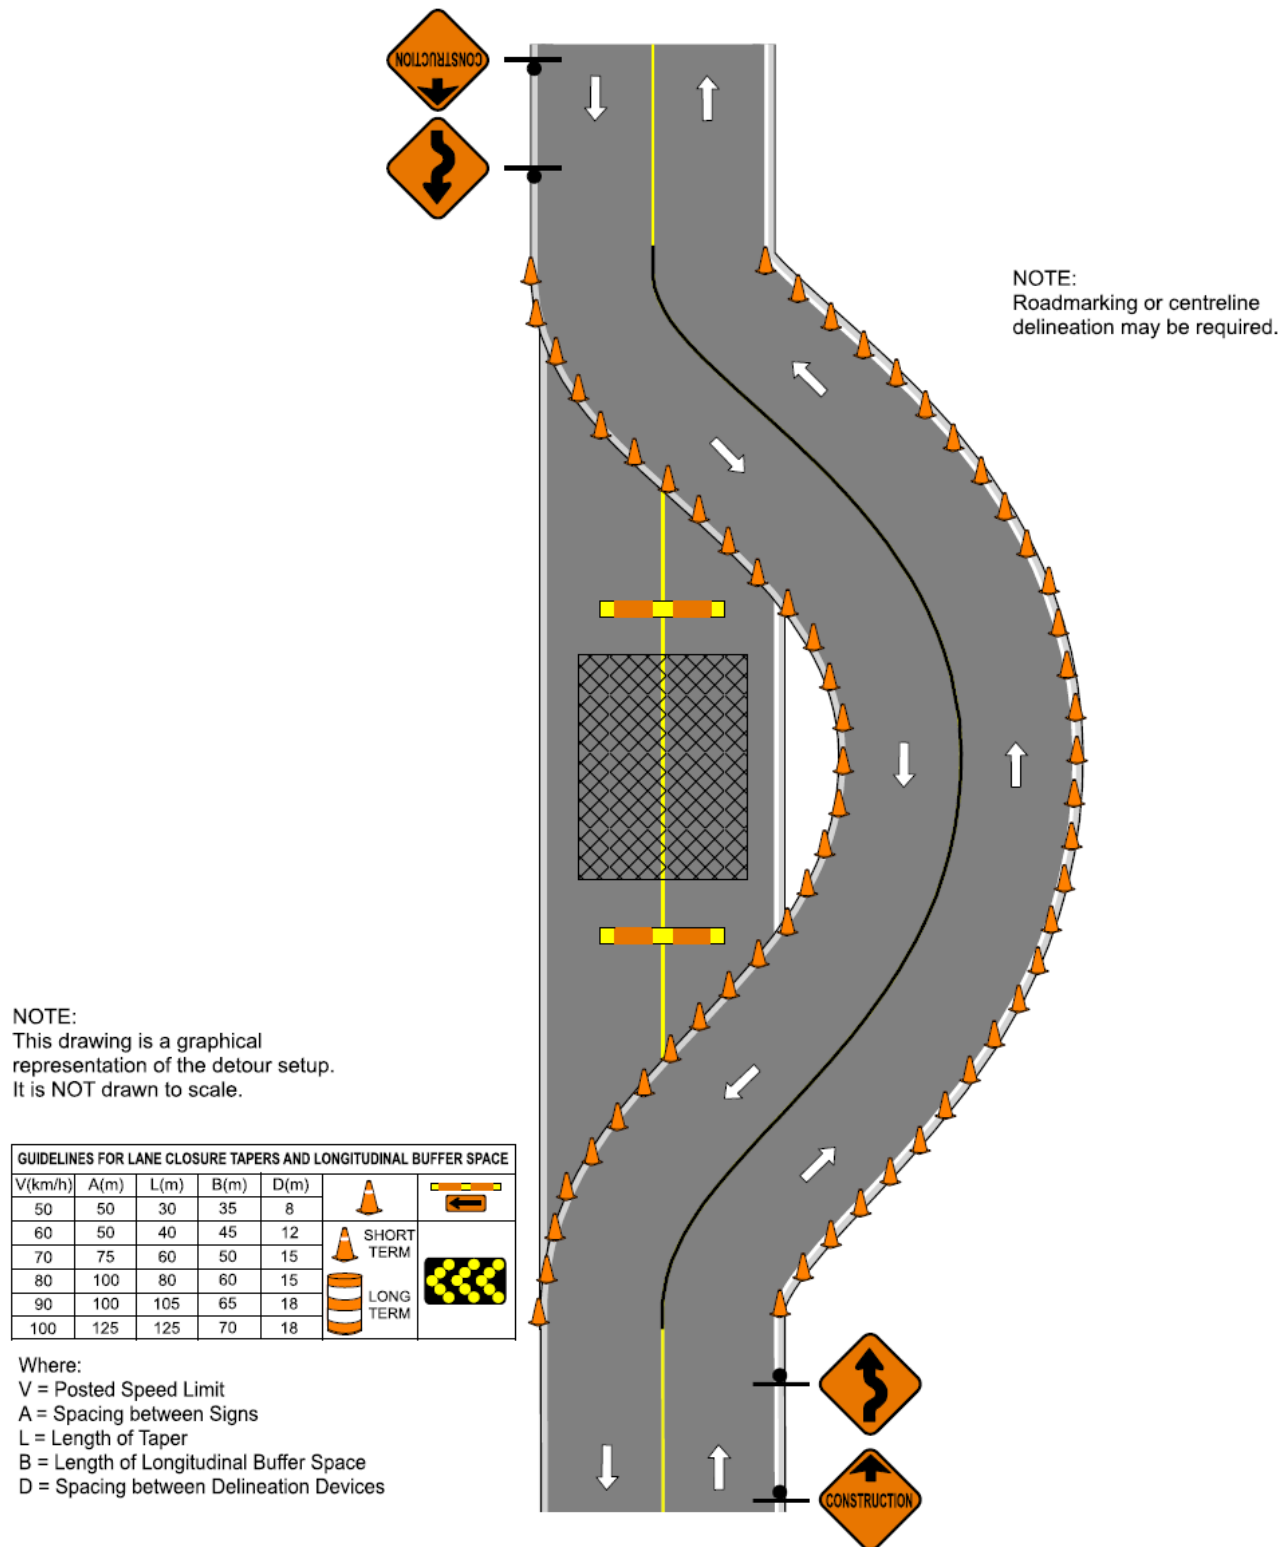 CONSTRUCTION
NOTE:
Roadmarking or centreline
delineation may be required.
NOTE:
This drawing is a graphical
representation of the detour setup.
It is NOT drawn to scale.
GUIDELINES FOR LANE CLOSURE TAPERS AND LONGITUDINAL BUFFER SPACE
V(km/h) A(m) L(m) B(m) D(m)
50 50 30 35 8
60 50 40 45 12
70 75 60 50 15
80 100 80 60 15
90 100 105 65 18
100 125 125 70 18
SHORT
TERM
LONG
TERM
Where:
V = Posted Speed Limit
A = Spacing between Signs
L = Length of Taper
B = Length of Longitudinal Buffer Space
D = Spacing between Delineation Devices
CONSTRUCTION